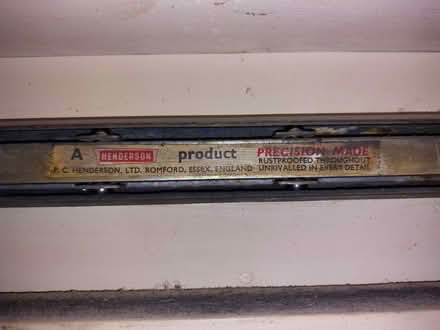 A HENDERSON product PRECISION MADE
RUSTPROOFED THROUGHOUT
P. C. HENDERSON, LTD. ROMFORD, ESSEX, ENGLAND UNRIVALLED IN EVERY DETAIL